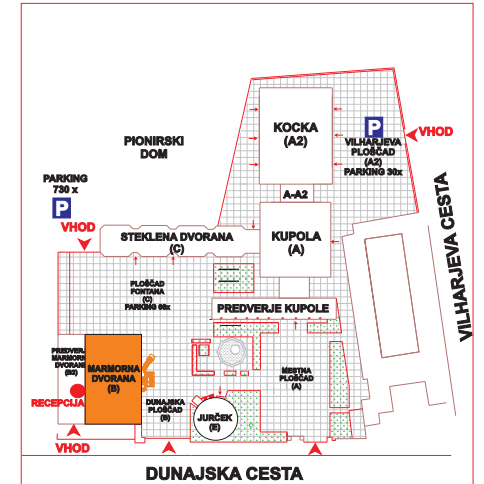 KOCKA
(A2)
P
VHOD
VILHARJEVA
PLOŠČAD
(A2)
PARKING 30x
PIONIRSKI
DOM
PARKING
730 x
P
VHOD
A-A2
STEKLENA DVORANA
(C)
KUPOLA
(A)
VILHARJEVA CESTA
PLOŠČAD
FONTANA
(C)
PARKING 66x
PREDVERJE KUPOLE
PREDVERJE
MARMORNE
DVORANE
(B2)
MARMORNA
DVORANA
(B)
RECEPCIJA
MESTNA
PLOŠČAD
(A)
DUNAJSKA
PLOŠČAD
(B)
JURČEK
(E)
VHOD
DUNAJSKA CESTA